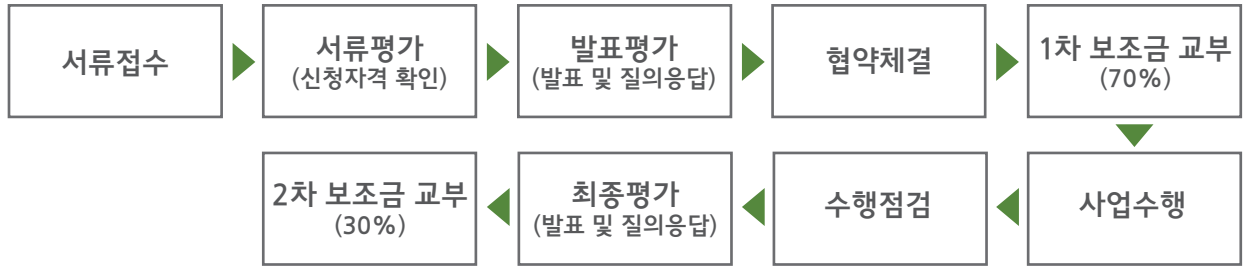 서류접수
서류평가
(신청자격 확인)
발표평가
(발표 및 질의응답)
협약체결
1차 보조금 교부
(70%)
사업수행
수행점검
최종평가
(발표 및 질의응답)
2차 보조금 교부
(30%)